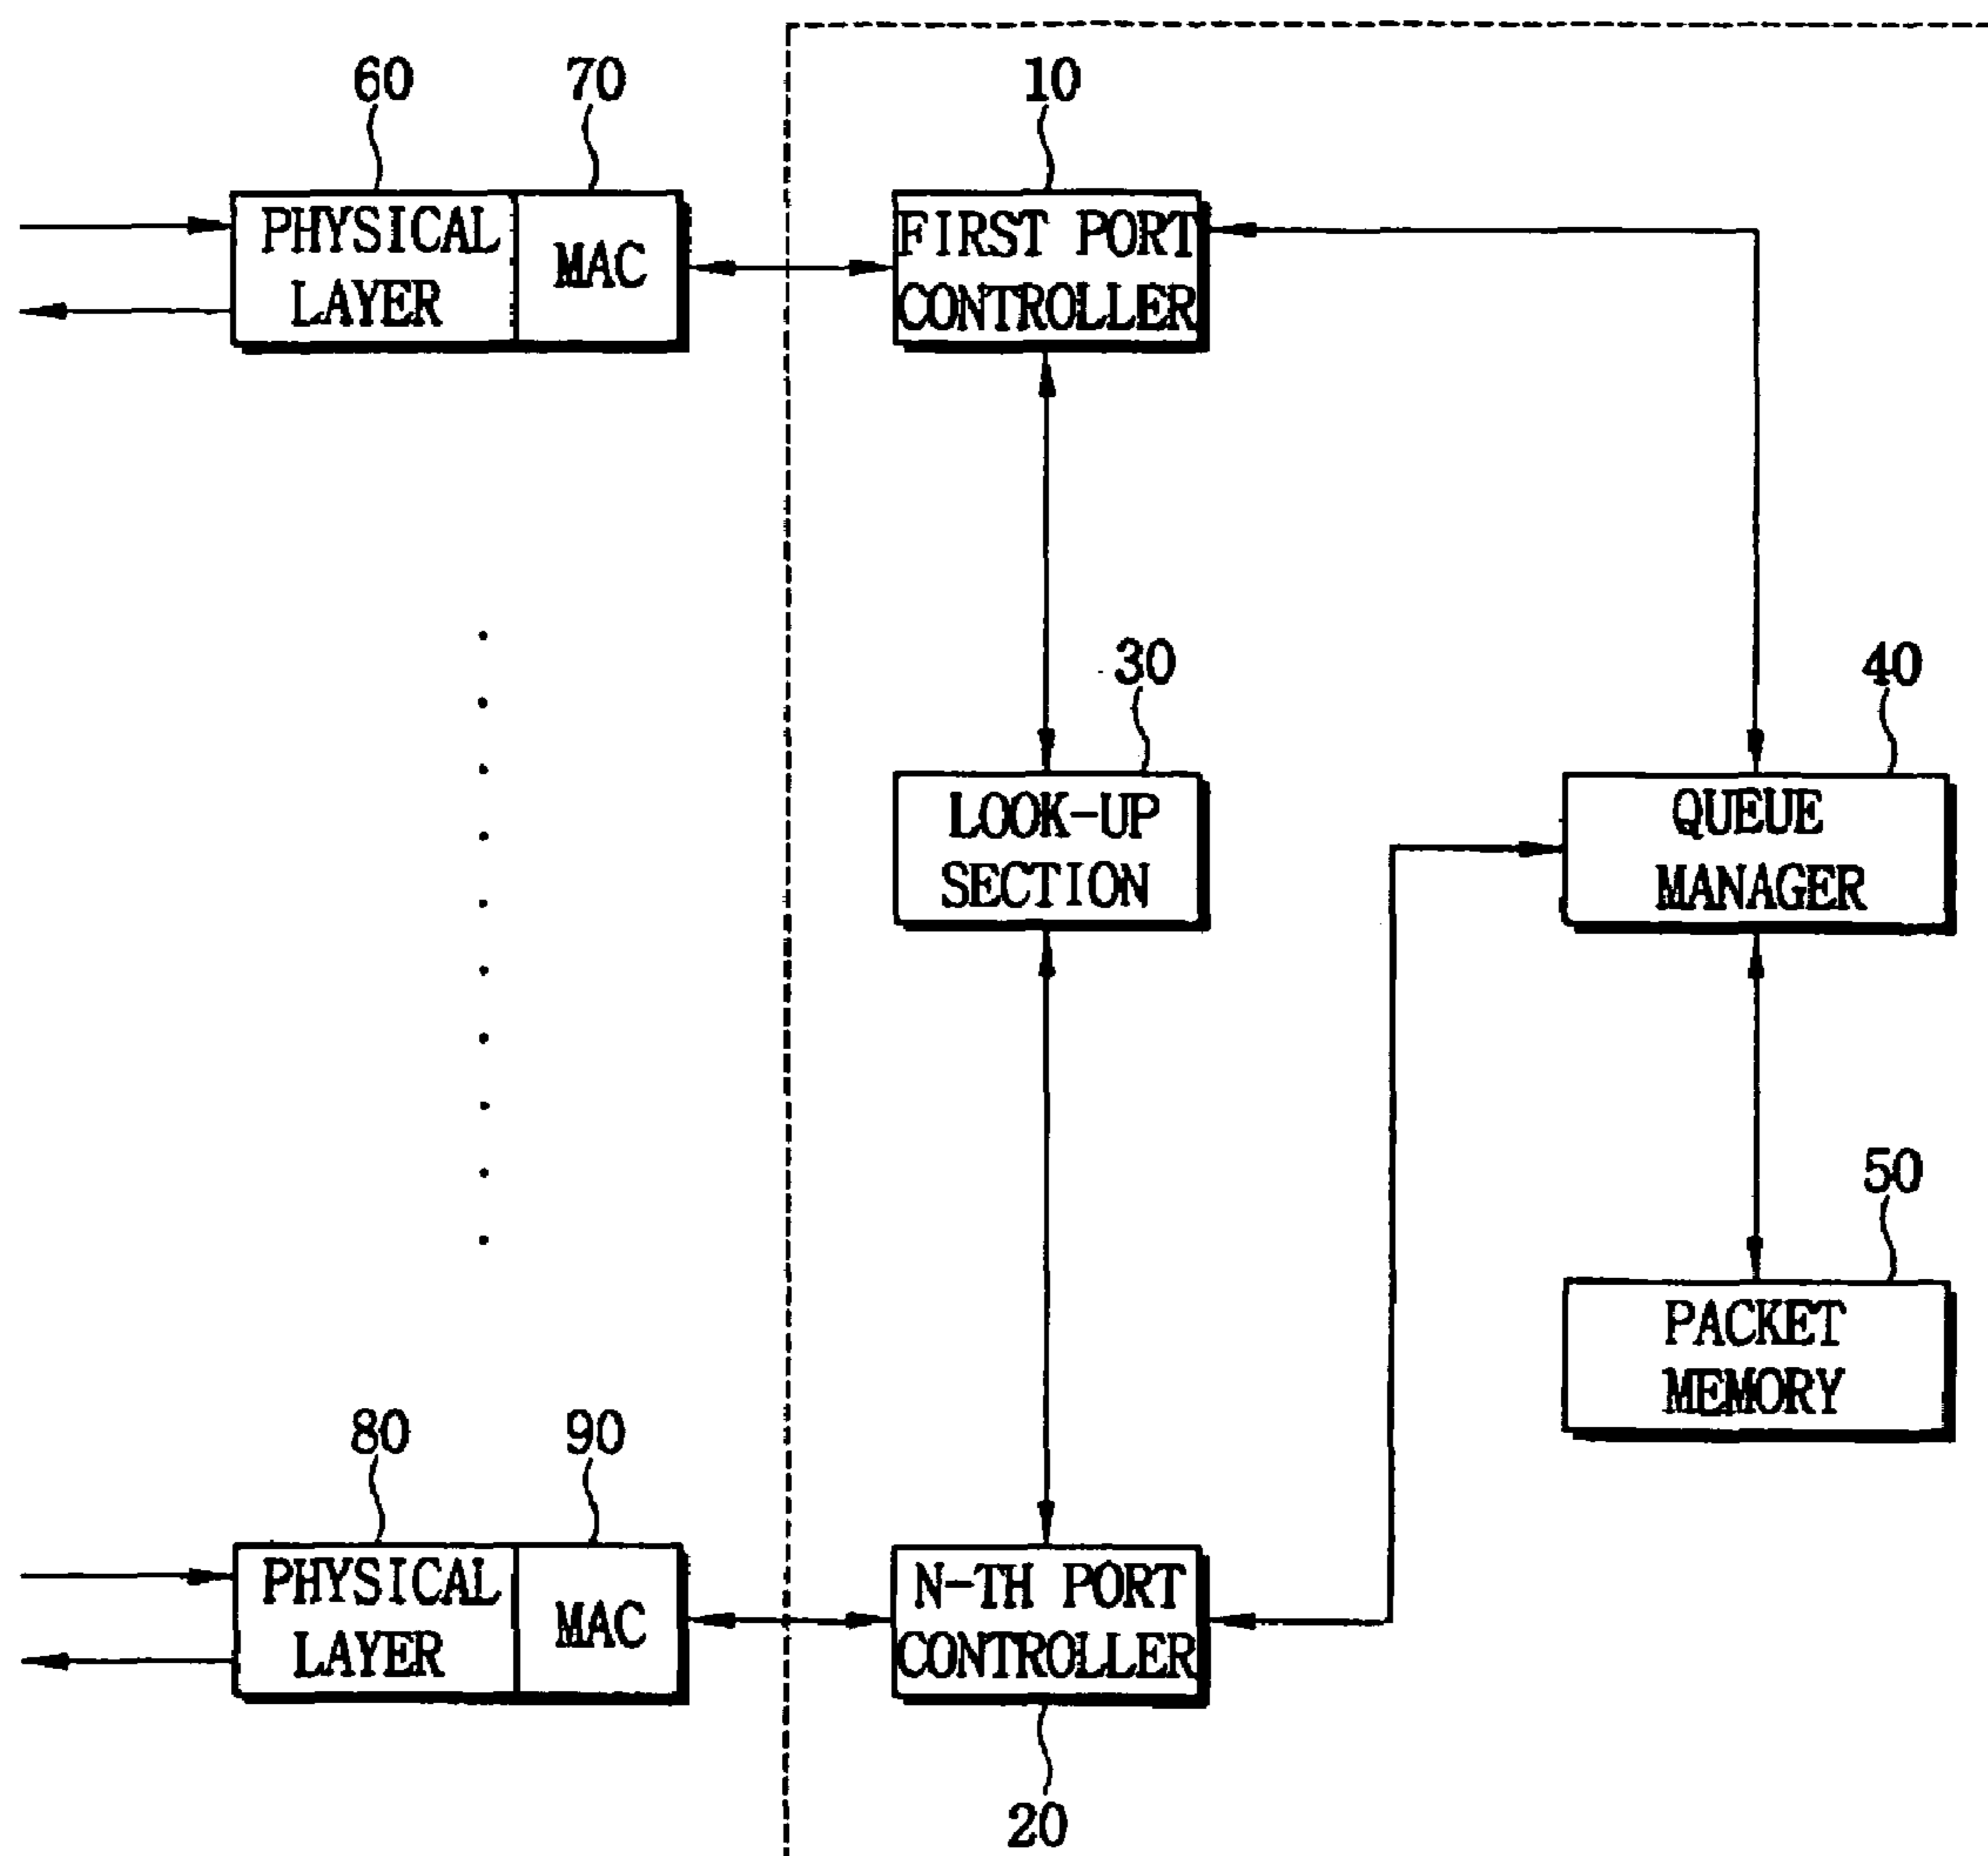 60
70
10
PHYSICAL
LAYER
MAC
FIRST PORT
CONTROLLER
30
40
LOOK-UP
SECTION
QUEUE
MANAGER
50
PACKET
MEMORY
80
90
PHYSICAL
LAYER
MAC
N-TH PORT
CONTROLLER
20